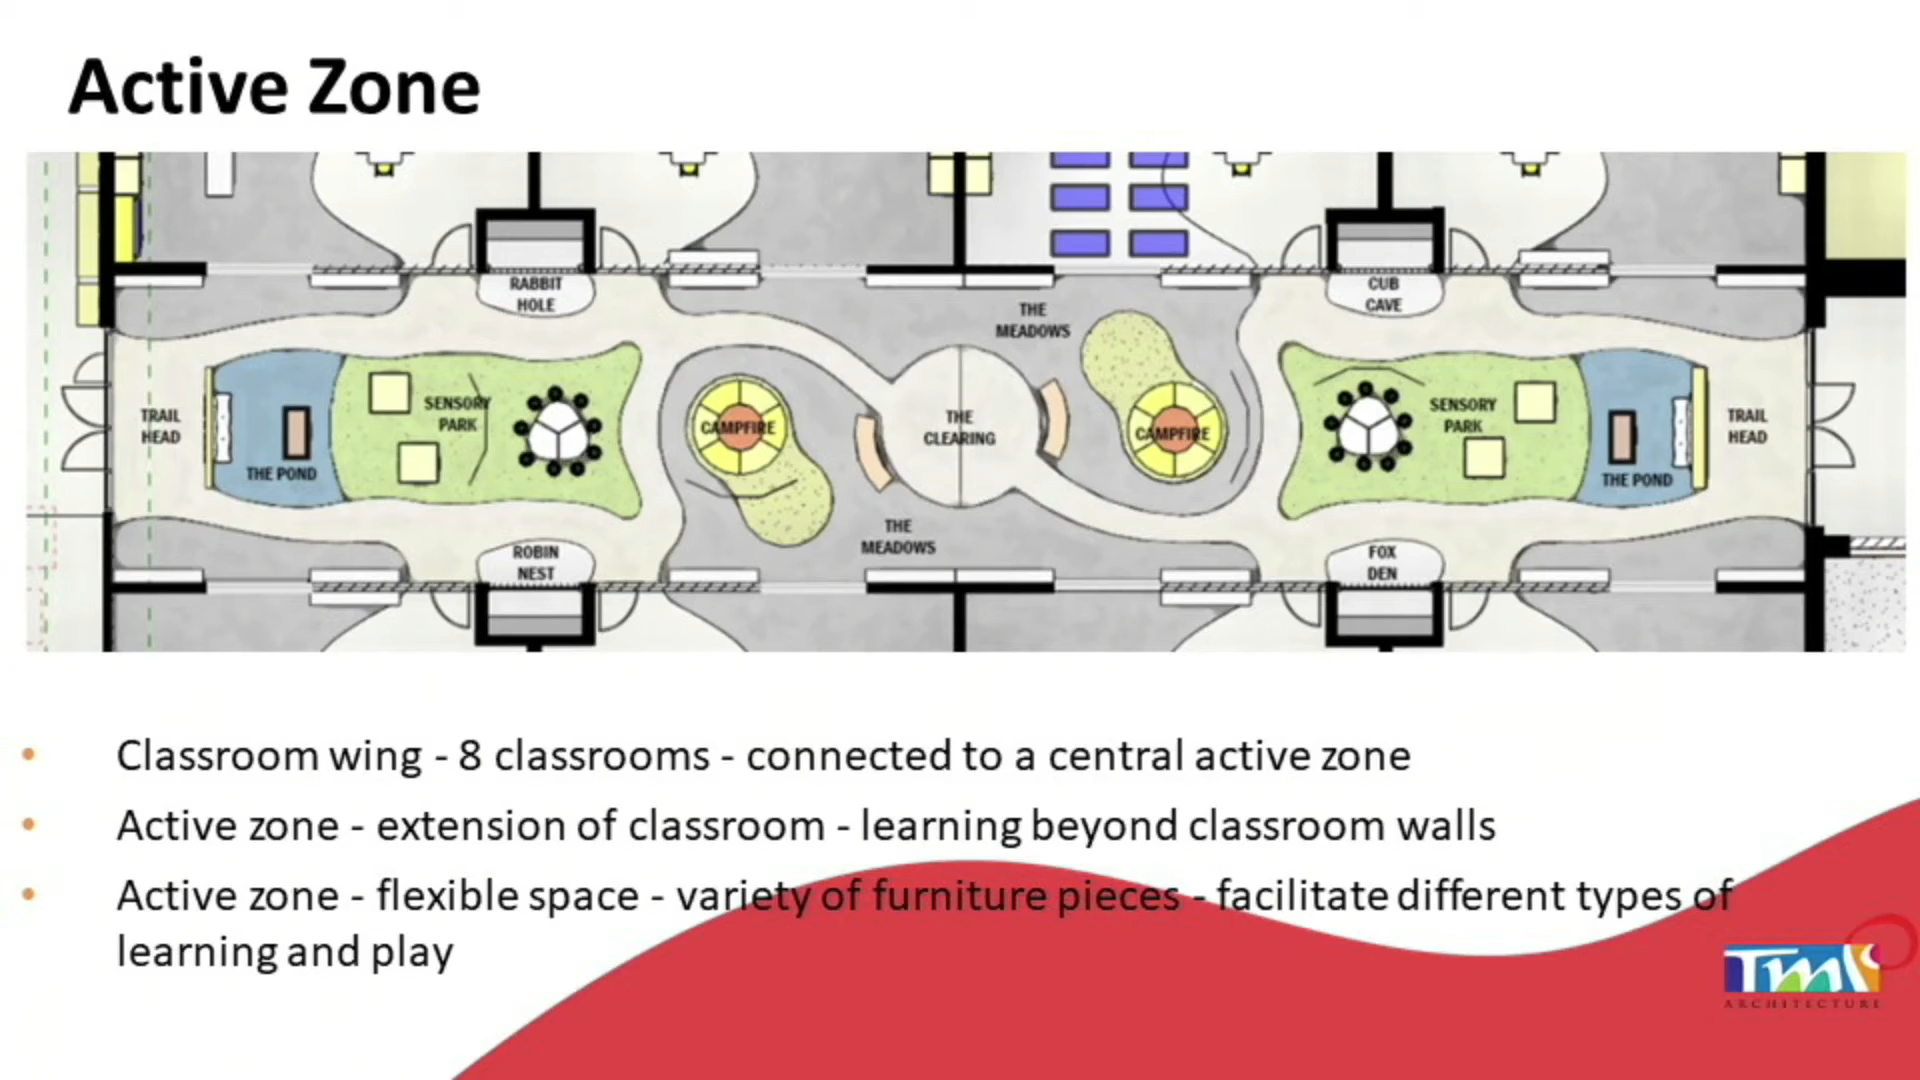 Active Zone
RABBIT
HOLE
CUB
CAVE
THE
MEADOWS
TRAIL
HEAD
SENSORY
PARK
THE POND
CAMPFIRE
THE
CLEARING
CAMPFIRE
SENSORY
PARK
THE POND
TRAIL
HEAD
THE
MEADOWS
ROBIN
NEST
FOX
DEN
• Classroom wing - 8 classrooms - connected to a central active zone
• Active zone - extension of classroom - learning beyond classroom walls
• Active zone - flexible space - variety of furniture pieces - facilitate different types of
learning and play
ARCHITECTURE